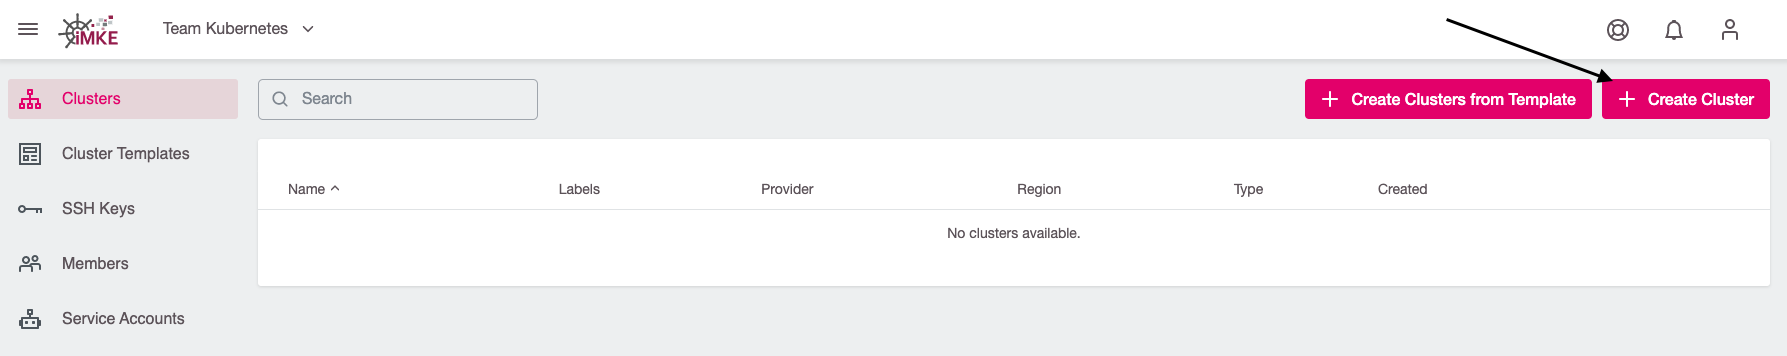 iMKE
Team Kubernetes
Clusters
Cluster Templates
SSH Keys
Members
Service Accounts
Search
Create Clusters from Template
Create Cluster
Name Labels Provider Region Type Created
No clusters available.